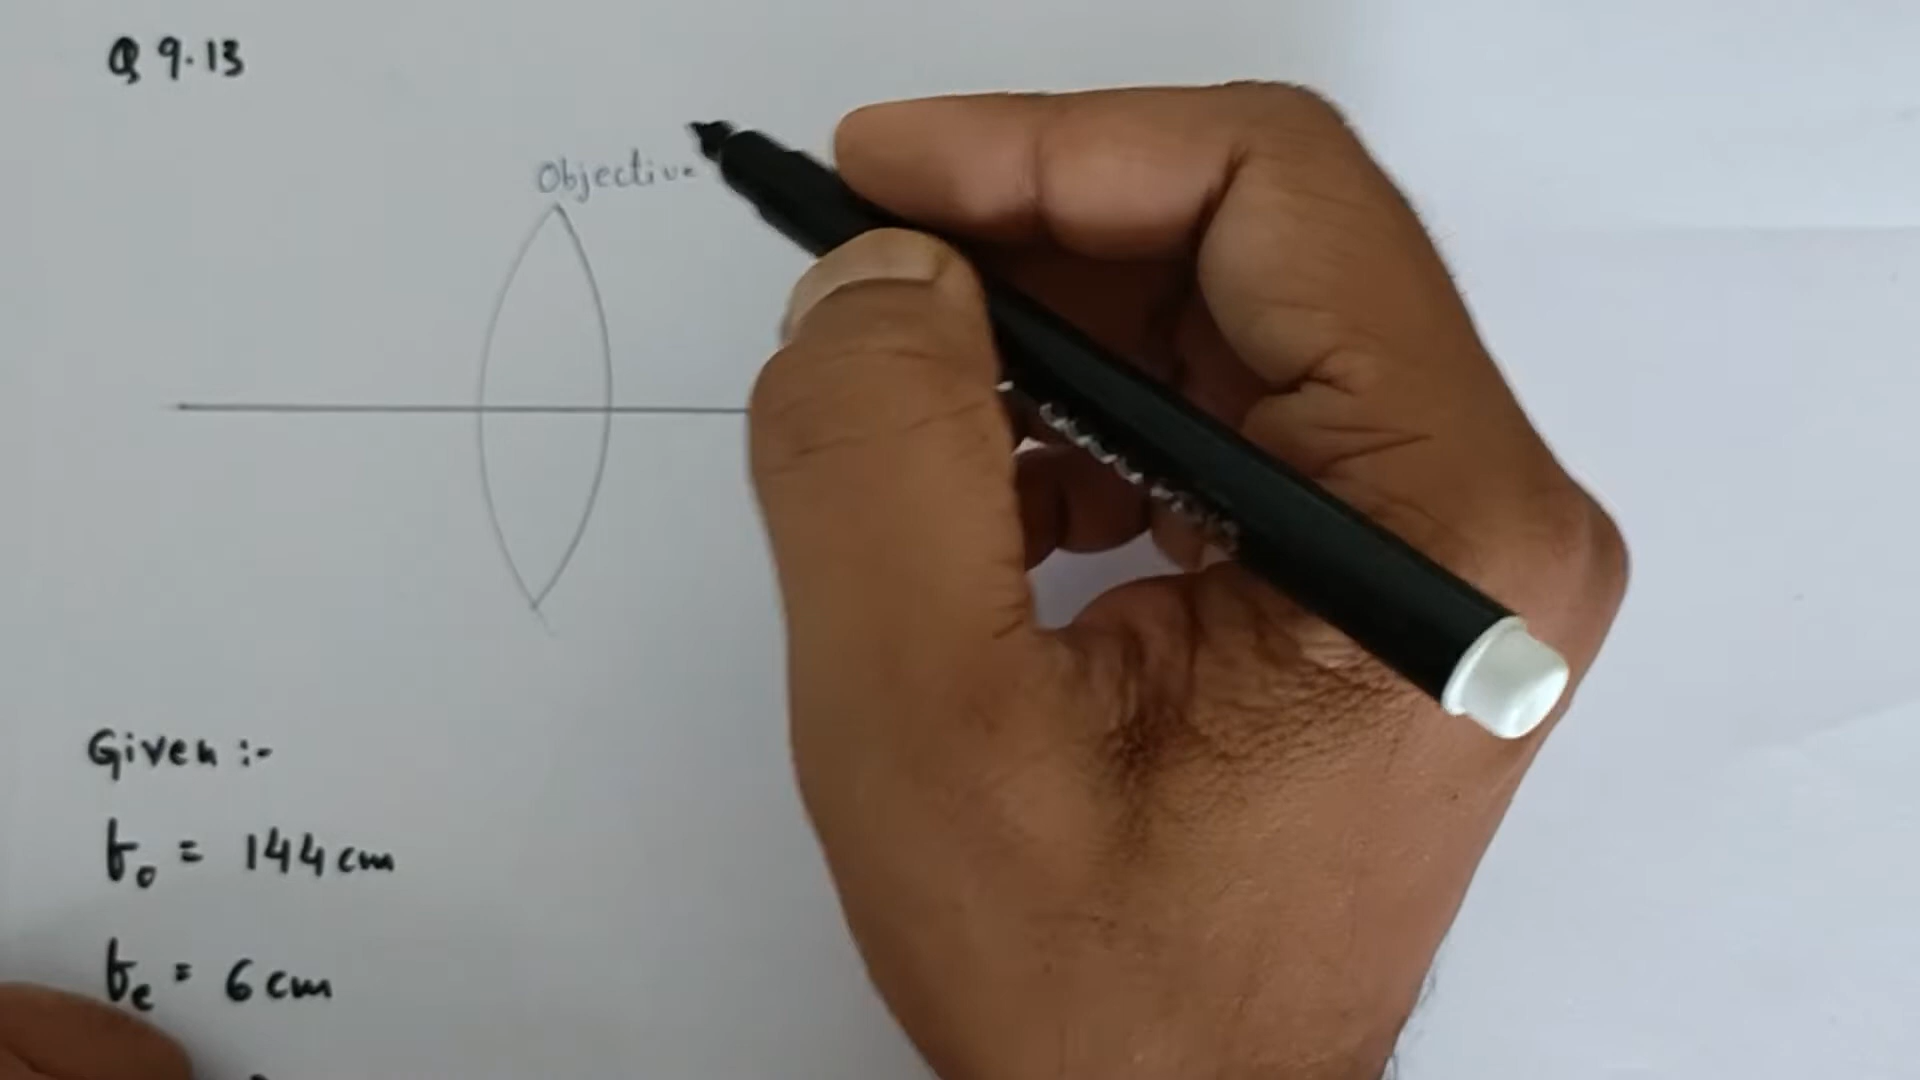 Q 9.13
Objective
Given :-
fo = 144 cm
fe = 6 cm